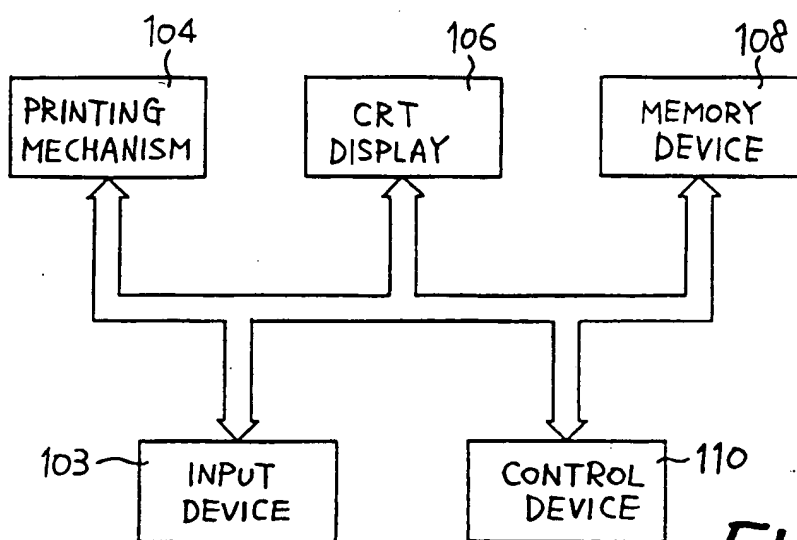 104
106
108
PRINTING
MECHANISM
CRT
DISPLAY
MEMORY
DEVICE
103
INPUT
DEVICE
CONTROL
DEVICE
110